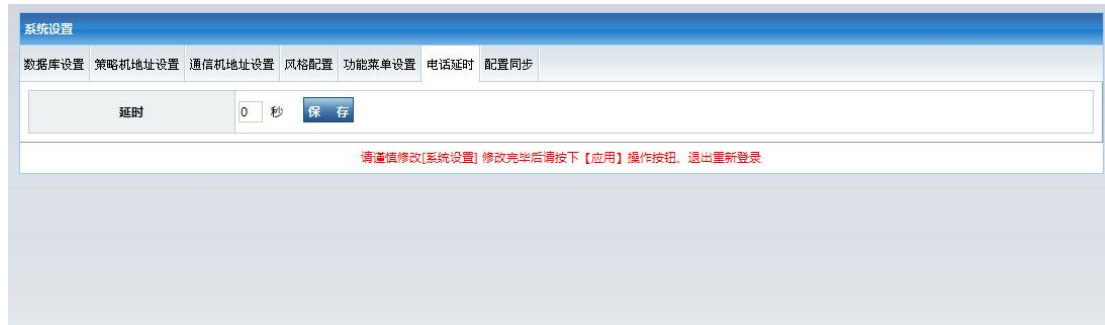 系统设置
数据库设置 策略机地址设置 通信机地址设置 风格配置 功能菜单设置 电话延时 配置同步
延时 0 秒 保 存
请谨慎修改[系统设置] 修改完毕后请按下【应用】操作按钮、退出重新登录